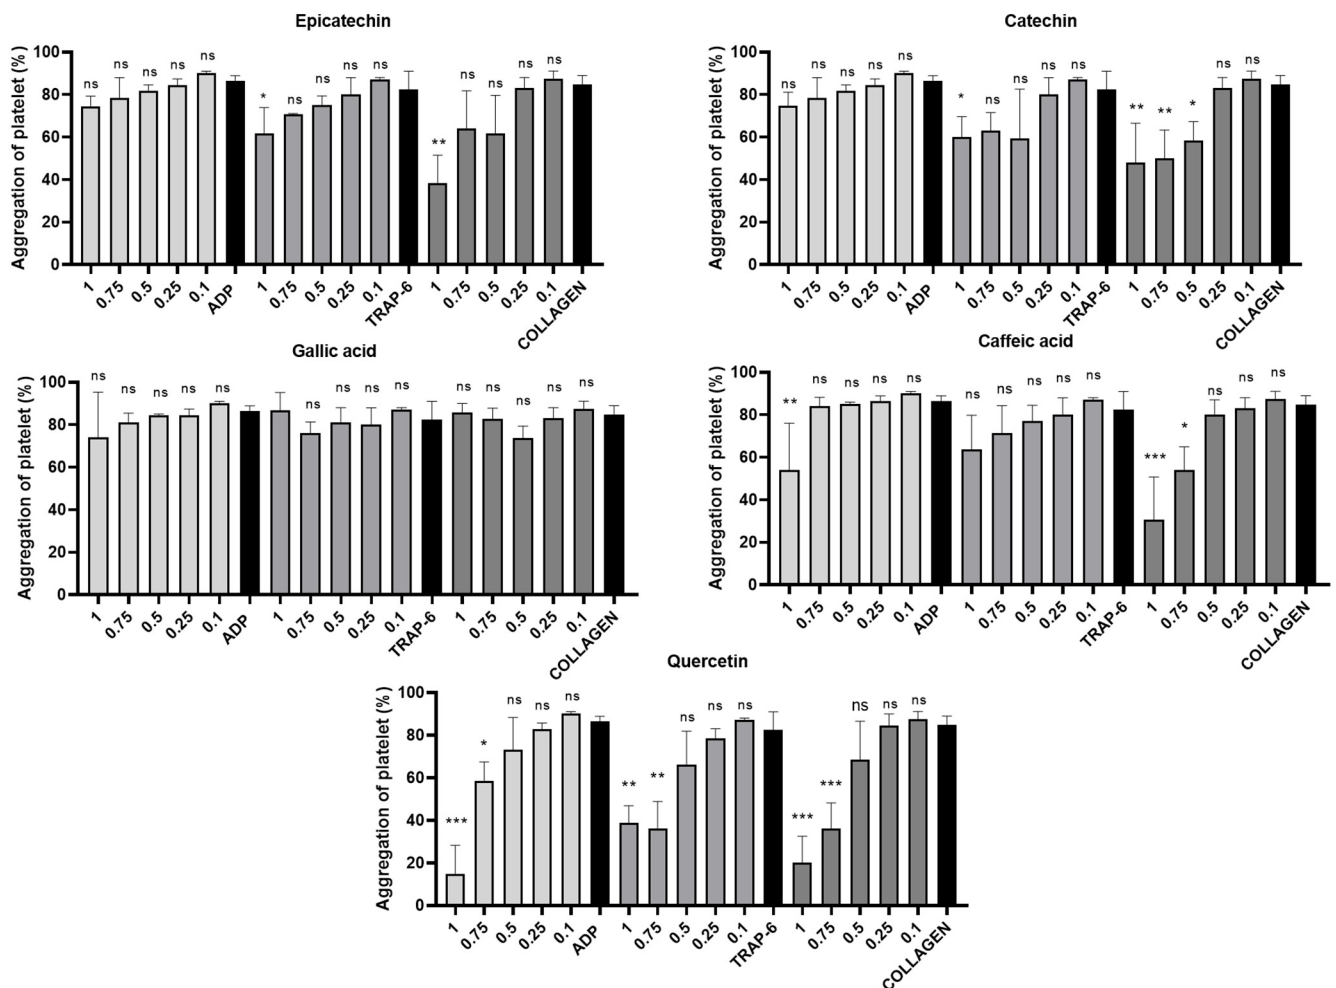 Epicatechin
Aggregation of platelet (%)
100
80
60
40
20
0
ns ns ns ns ns * ns ns ns ns ** ns ns ns ns
1 0.75 0.5 0.25 0.1 ADP 1 0.75 0.5 0.25 0.1 TRAP-6 1 0.75 0.5 0.25 0.1 COLLAGEN
Catechin
Aggregation of platelet (%)
100
80
60
40
20
0
ns ns ns ns ns * ns ns ns ns ** ** * ns ns
1 0.75 0.5 0.25 0.1 ADP 1 0.75 0.5 0.25 0.1 TRAP-6 1 0.75 0.5 0.25 0.1 COLLAGEN
Gallic acid
Aggregation of platelet (%)
100
80
60
40
20
0
ns ns ns ns ns ns ns ns ns ns ns ns ns ns ns
1 0.75 0.5 0.25 0.1 ADP 1 0.75 0.5 0.25 0.1 TRAP-6 1 0.75 0.5 0.25 0.1 COLLAGEN
Caffeic acid
Aggregation of platelet (%)
100
80
60
40
20
0
** ns ns ns ns ns ns ns ns ns *** * ns ns ns
1 0.75 0.5 0.25 0.1 ADP 1 0.75 0.5 0.25 0.1 TRAP-6 1 0.75 0.5 0.25 0.1 COLLAGEN
Quercetin
Aggregation of platelet (%)
100
80
60
40
20
0
*** * ns ns ns ** ** ns ns ns *** *** ns ns ns
1 0.75 0.5 0.25 0.1 ADP 1 0.75 0.5 0.25 0.1 TRAP-6 1 0.75 0.5 0.25 0.1 COLLAGEN